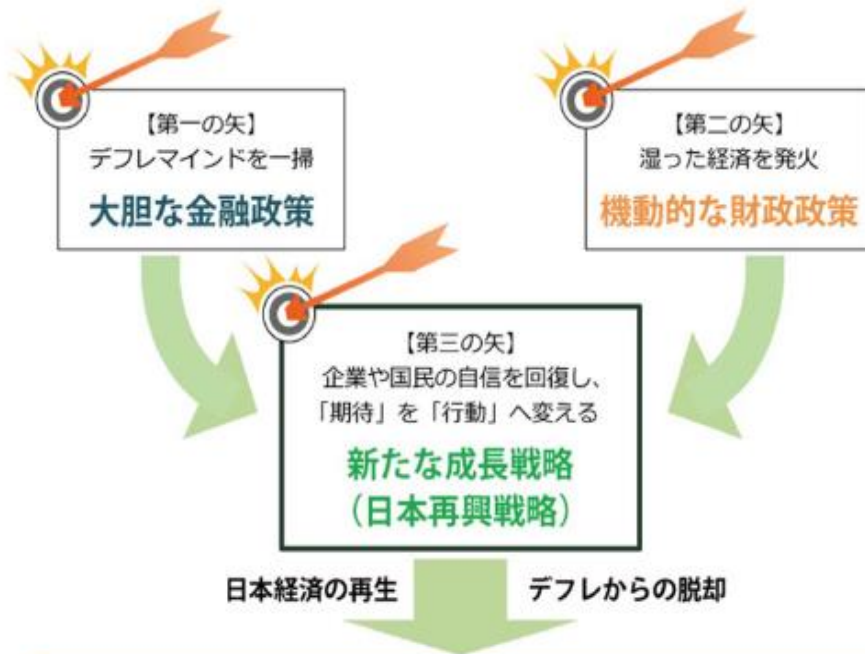 【第一の矢】
デフレマインドを一掃
大胆な金融政策
【第二の矢】
湿った経済を発火
機動的な財政政策
【第三の矢】
企業や国民の自信を回復し、
「期待」を「行動」へ変える
新たな成長戦略
(日本再興戦略)
日本経済の再生
デフレからの脱却